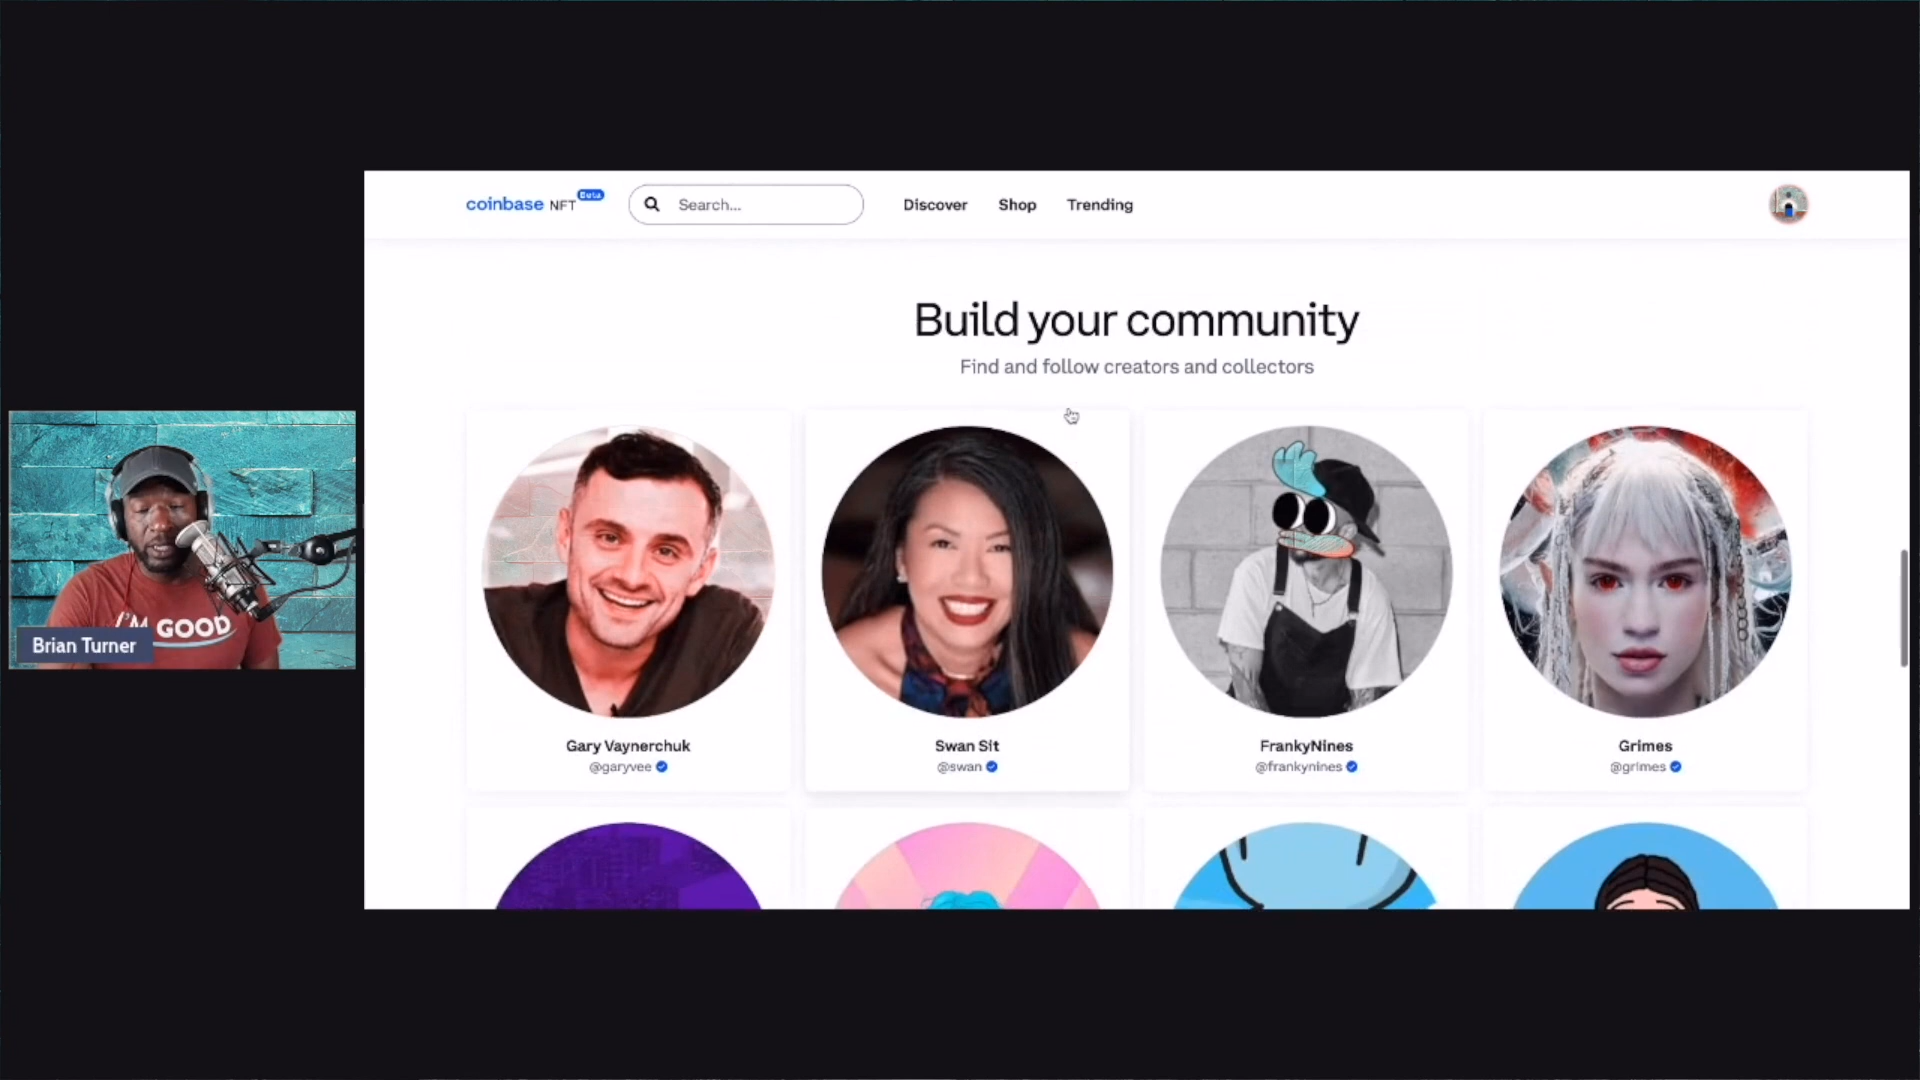 coinbase NFT Beta
Search...
Discover
Shop
Trending
Build your community
Find and follow creators and collectors
I'M GOOD
Brian Turner
Gary Vaynerchuk
@garyvee
Swan Sit
@swan
FrankyNines
@frankynines
Grimes
@grimes